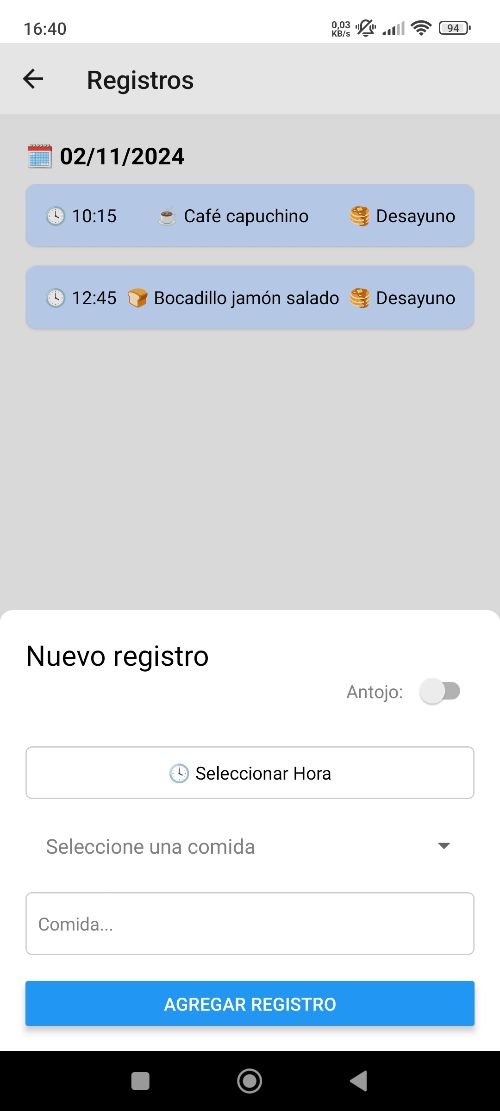 16:40 0,03 KB/s 94
Registros
02/11/2024
10:15 Café capuchino Desayuno
12:45 Bocadillo jamón salado Desayuno
Nuevo registro
Antojo:
Seleccionar Hora
Seleccione una comida
Comida...
AGREGAR REGISTRO